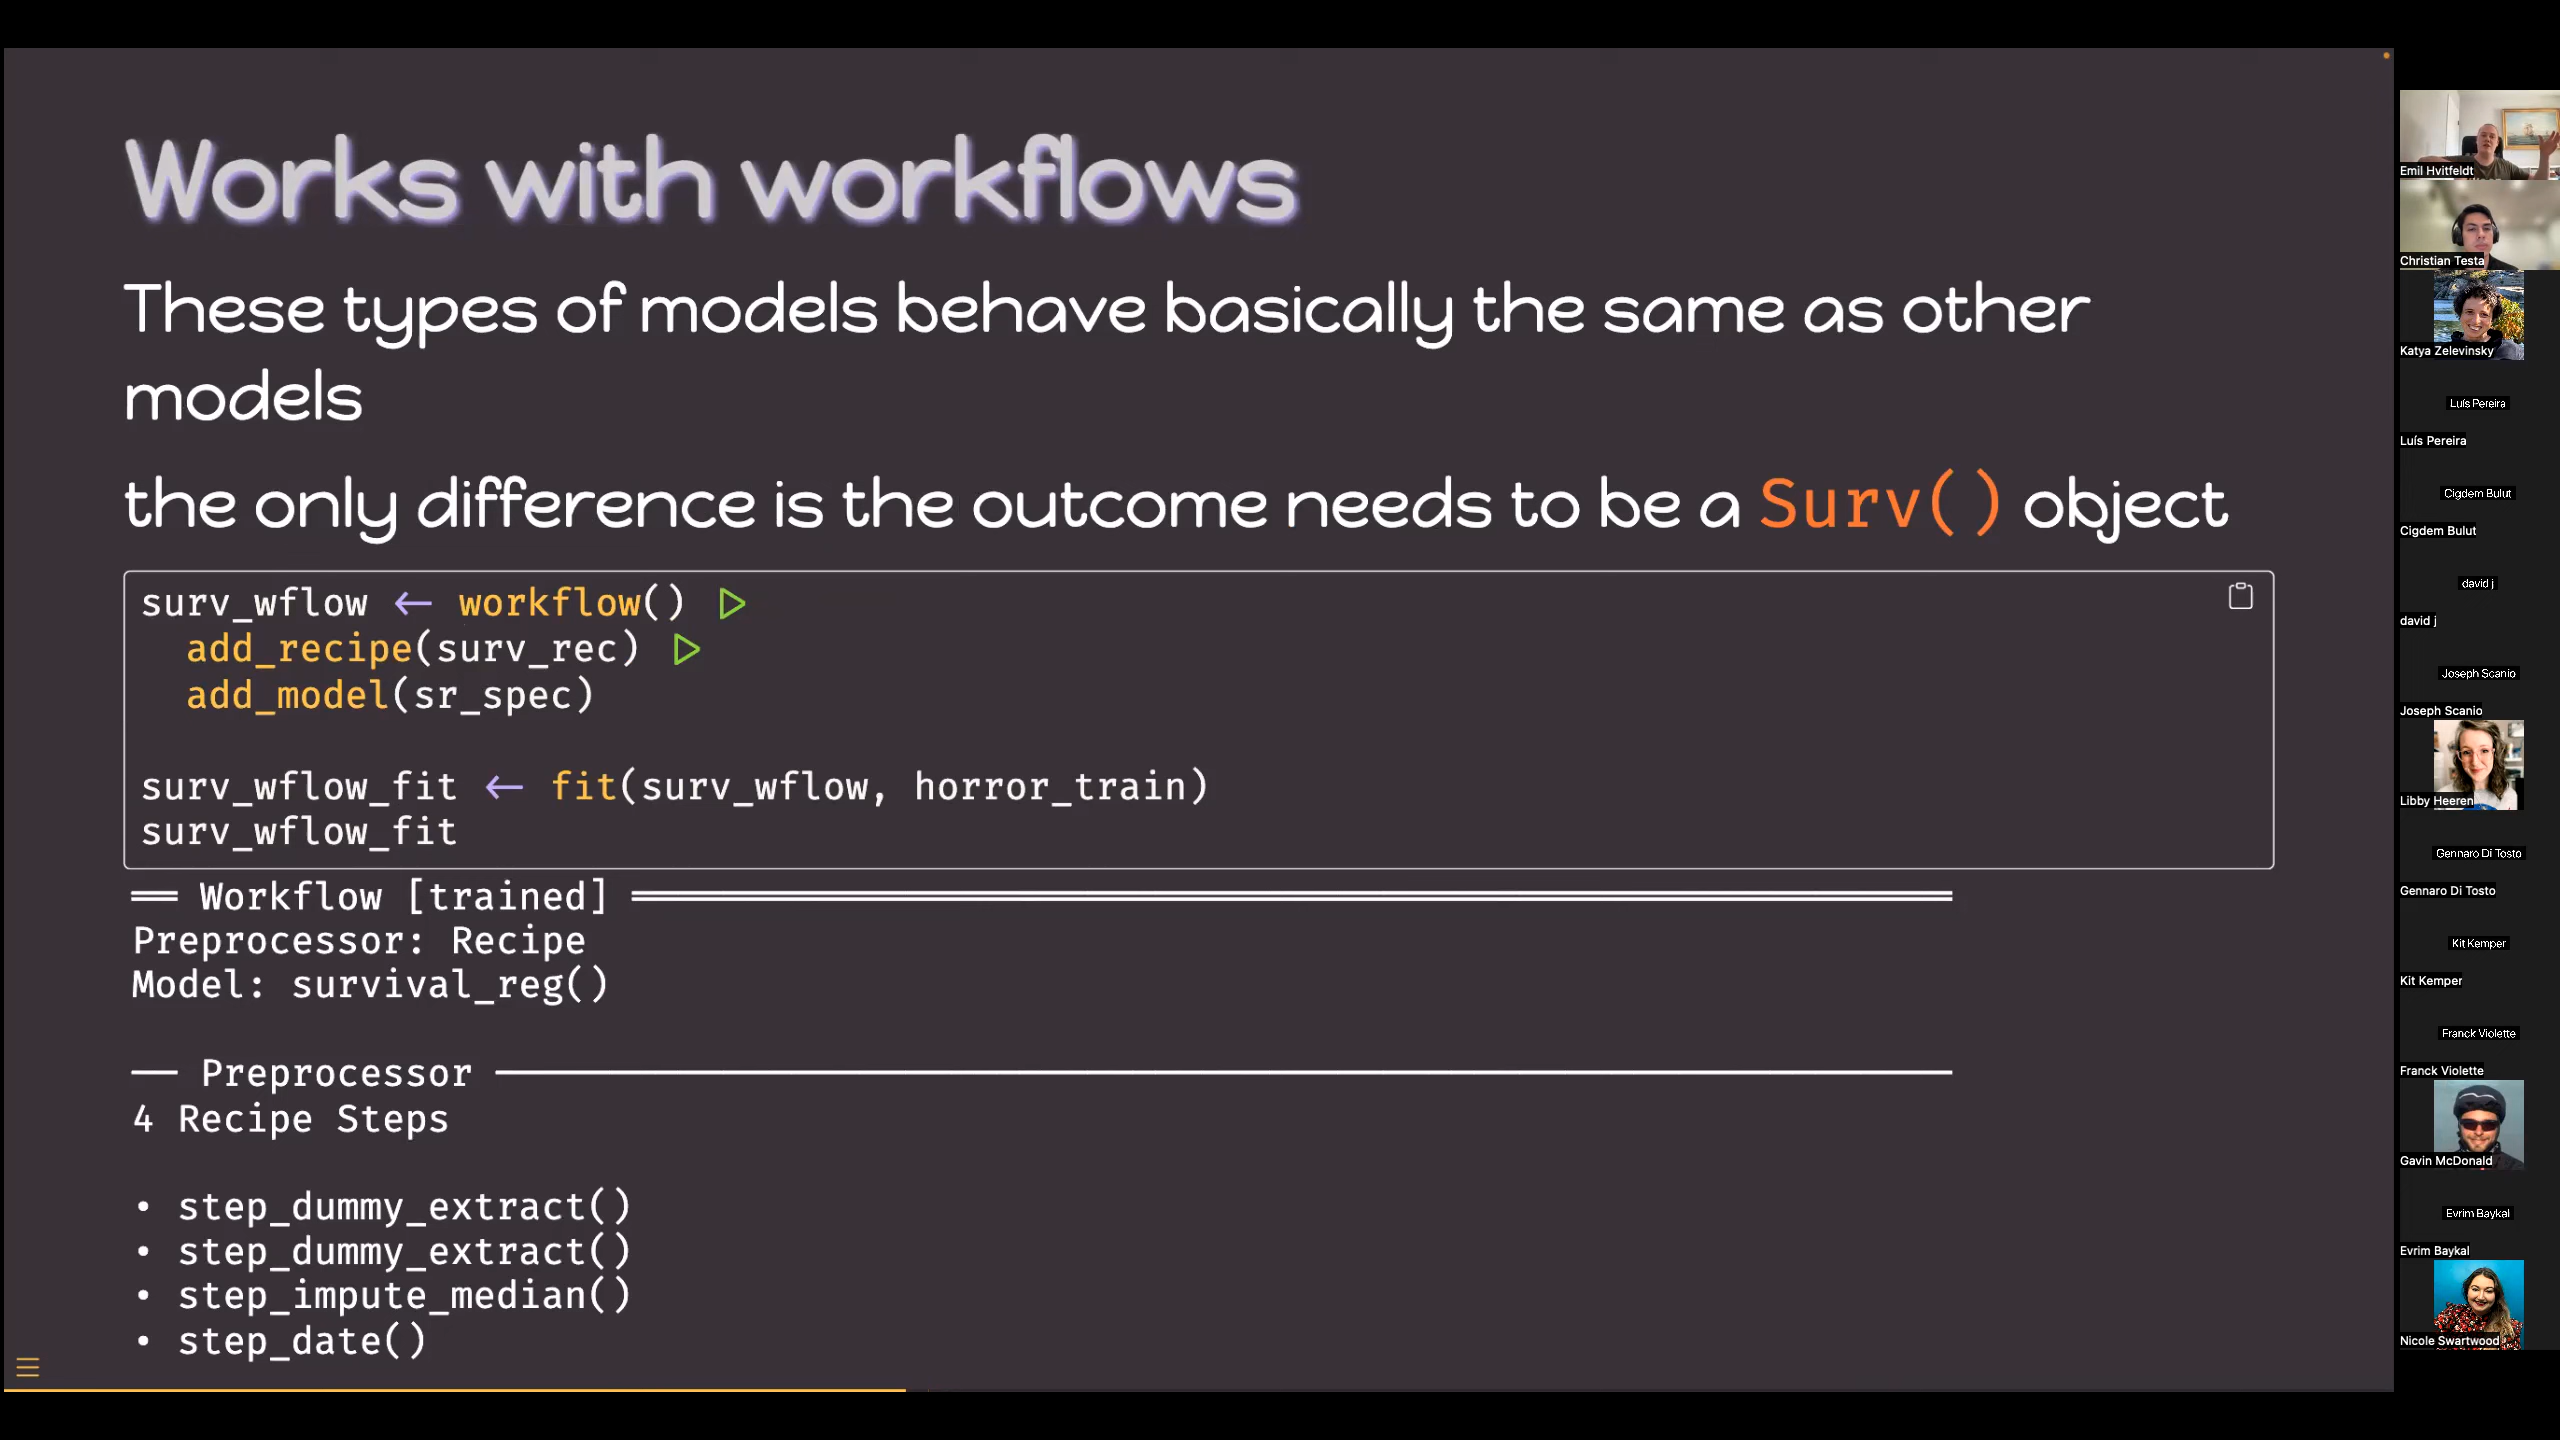 Works with workflows
These types of models behave basically the same as other
models
the only difference is the outcome needs to be a Surv() object
surv_wflow <- workflow() |>
  add_recipe(surv_rec) |>
  add_model(sr_spec)
surv_wflow_fit <- fit(surv_wflow, horror_train)
surv_wflow_fit
══ Workflow [trained] ══════════
Preprocessor: Recipe
Model: survival_reg()
── Preprocessor ──────────
4 Recipe Steps
• step_dummy_extract()
• step_dummy_extract()
• step_impute_median()
• step_date()
Emil Hvitfeldt
Christian Testa
Katya Zelevinsky
Luís Pereira
Luís Pereira
Cigdem Bulut
Cigdem Bulut
david j
david j
Joseph Scanio
Joseph Scanio
Libby Heeren
Gennaro Di Tosto
Gennaro Di Tosto
Kit Kemper
Kit Kemper
Franck Violette
Franck Violette
Gavin McDonald
Evrim Baykal
Evrim Baykal
Nicole Swartwood